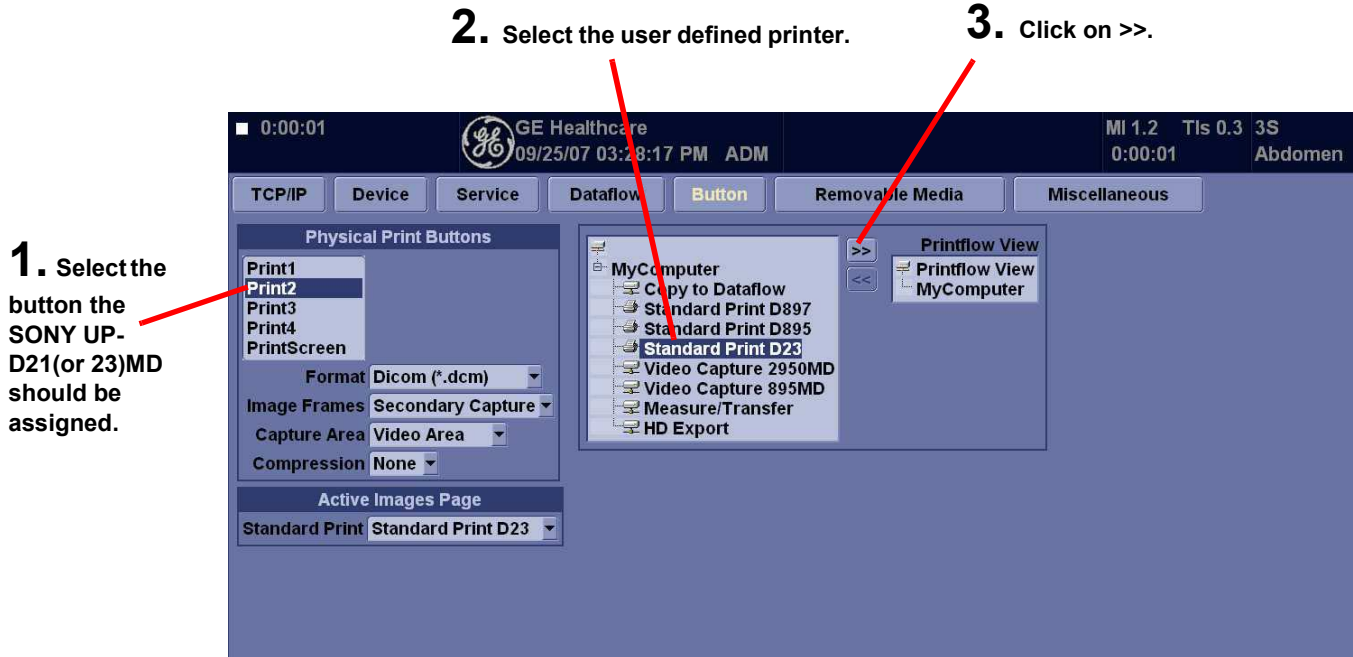 2. Select the user defined printer.
3. Click on >>.
1. Select the
button the
SONY UP-
D21(or 23)MD
should be
assigned.
0:00:01
GE
GE Healthcare
09/25/07 03:28:17 PM ADM
MI 1.2 TIs 0.3 3S
0:00:01 Abdomen
TCP/IP Device Service Dataflow Button Removable Media Miscellaneous
Physical Print Buttons
Print1
Print2
Print3
Print4
PrintScreen
Format Dicom (*.dcm)
Image Frames Secondary Capture
Capture Area Video Area
Compression None
Active Images Page
Standard Print Standard Print D23
MyComputer
Copy to Dataflow
Standard Print D897
Standard Print D895
Standard Print D23
Video Capture 2950MD
Video Capture 895MD
Measure/Transfer
HD Export
>>
<<
Printflow View
Printflow View
MyComputer